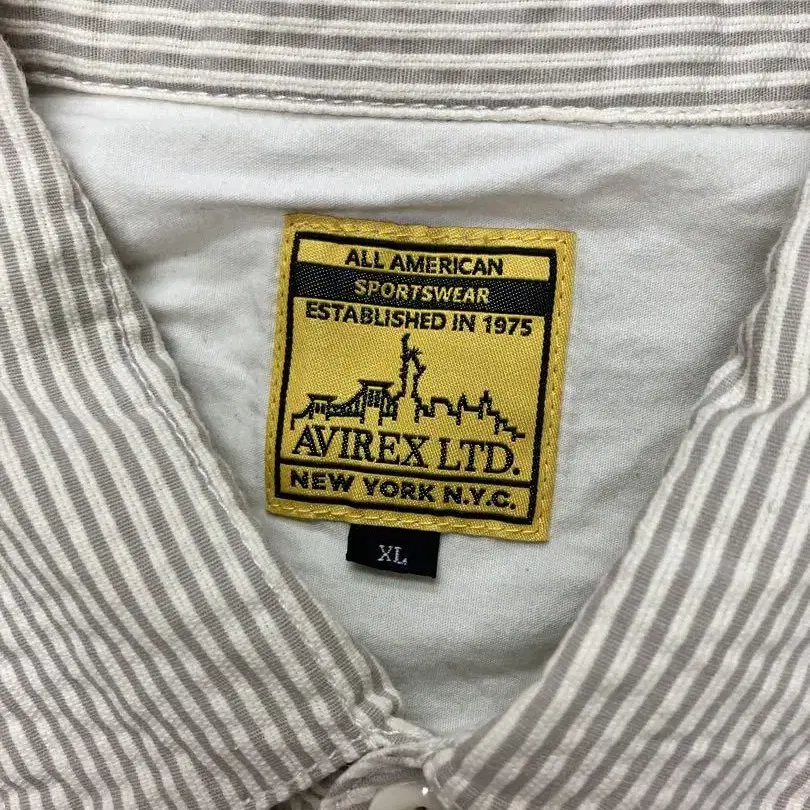 ALL AMERICAN
SPORTSWEAR
ESTABLISHED IN 1975
AVIREX LTD.
NEW YORK N.Y.C.
XL